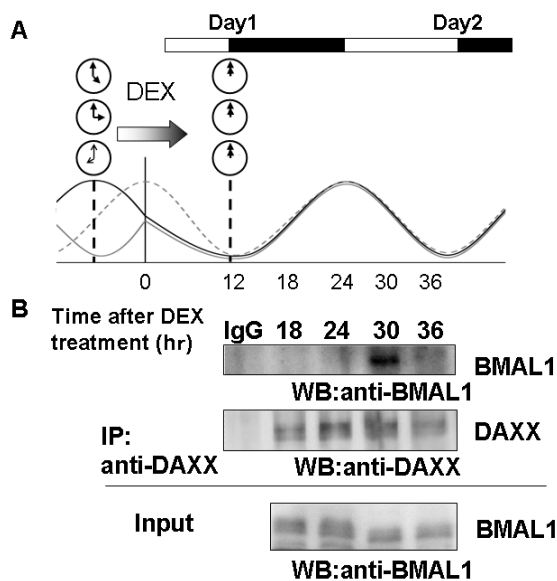 A
Day1 Day2
DEX
0 12 18 24 30 36
B
Time after DEX
treatment (hr)
IgG 18 24 30 36
BMAL1
WB:anti-BMAL1
IP:
anti-DAXX
DAXX
WB:anti-DAXX
Input
BMAL1
WB:anti-BMAL1